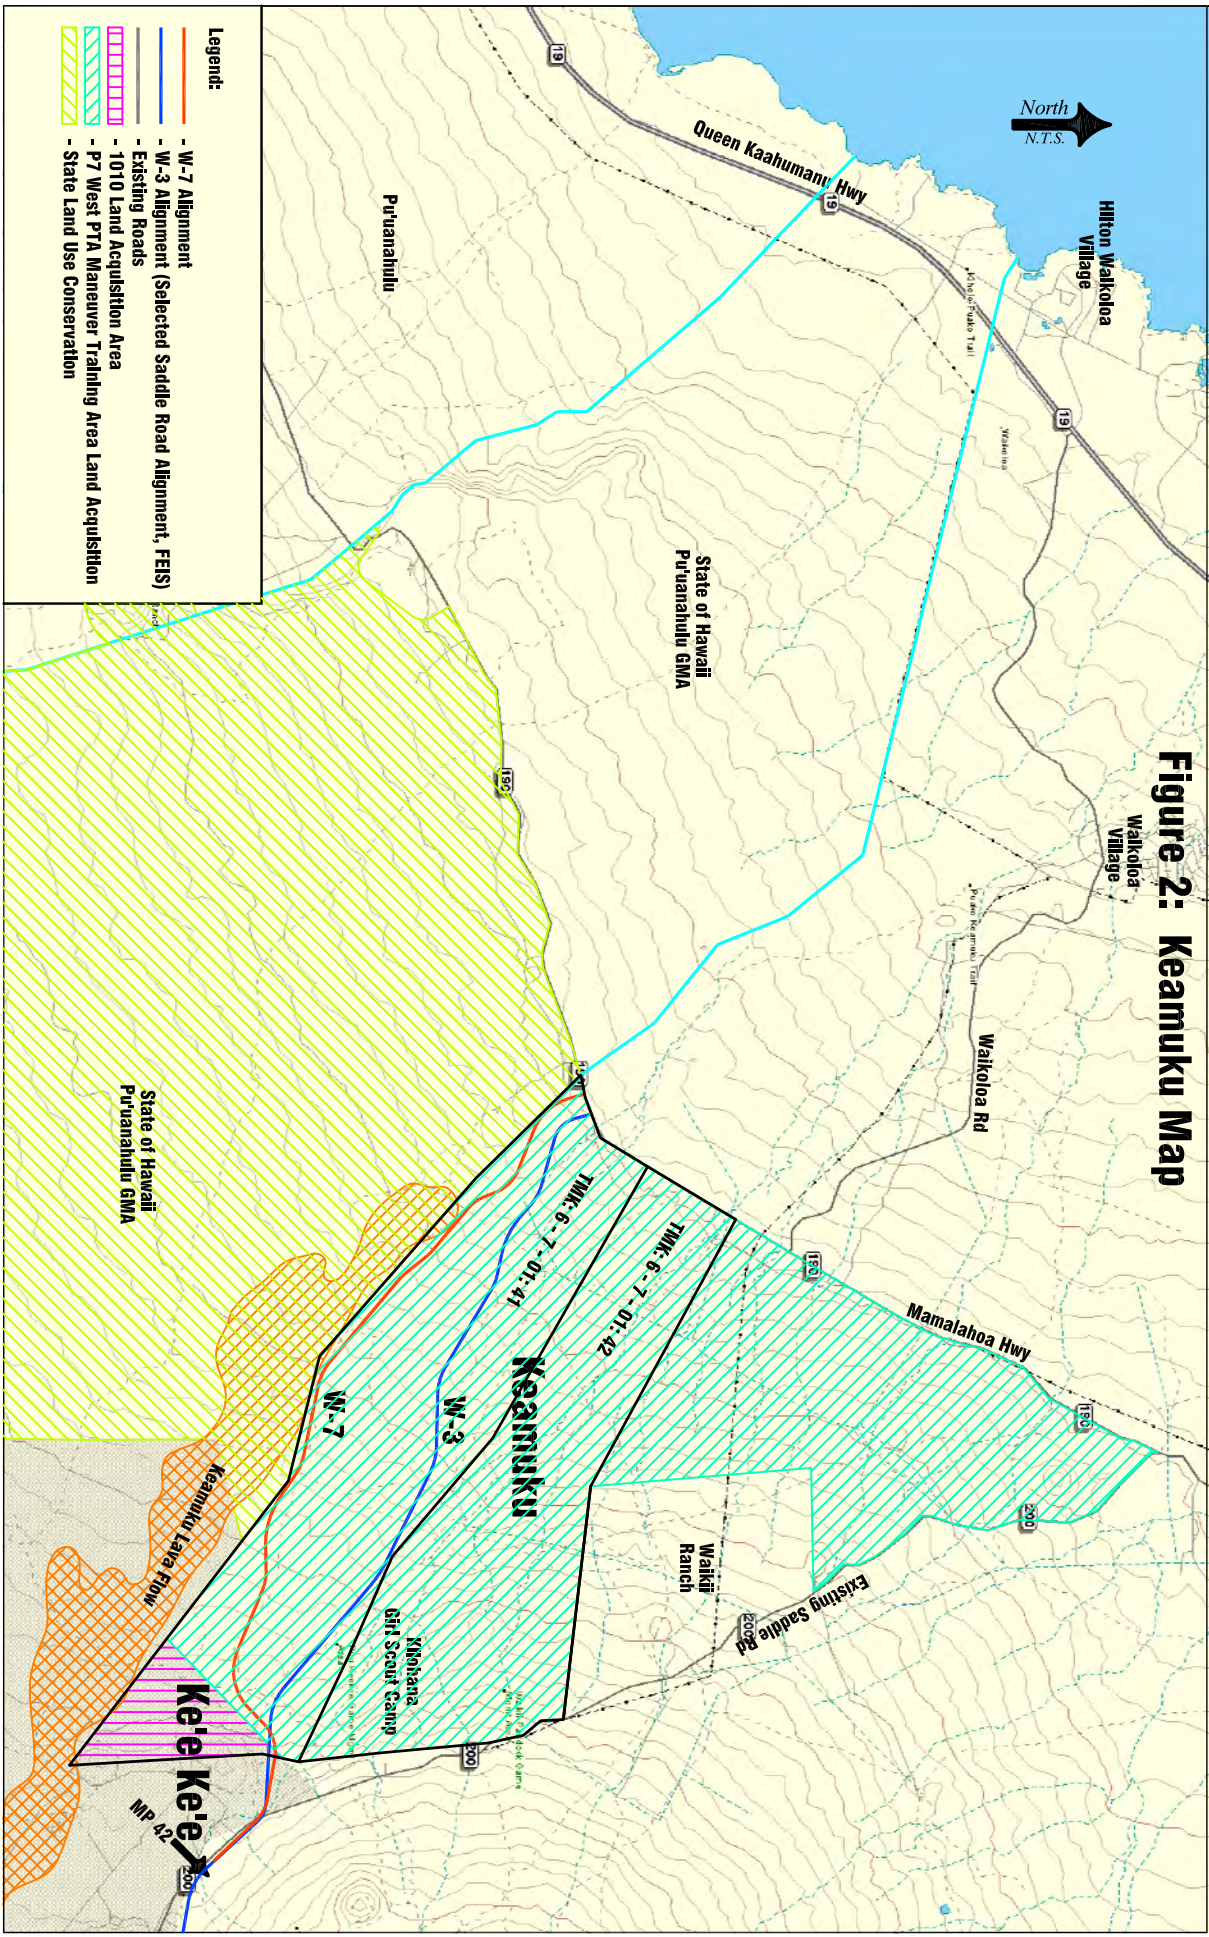 Figure 2: Keamuku Map
North
N.T.S.
Hilton Waikoloa
Village
Queen Kaahumanu Hwy
19
19
19
Waikoloa
Village
Waikoloa Rd
Puako Keamuku Trail
Waikoloa
Pu'uanahulu
State of Hawaii
Pu'uanahulu GMA
190
190
190
Mamalahoa Hwy
TMK: 6 - 7 - 01: 41
TMK: 6 - 7 - 01: 42
Keamuku
W-3
W-7
Waikii
Ranch
200
200
200
200
Existing Saddle Rd
Kilohana
Girl Scout Camp
State of Hawaii
Pu'uanahulu GMA
Keamuku Lava Flow
Ke'e Ke'e
MP 42
Legend:
- W-7 Alignment
- W-3 Alignment (Selected Saddle Road Alignment, FEIS)
- Existing Roads
- 1010 Land Acquisition Area
- P7 West PTA Maneuver Training Area Land Acquisition
- State Land Use Conservation